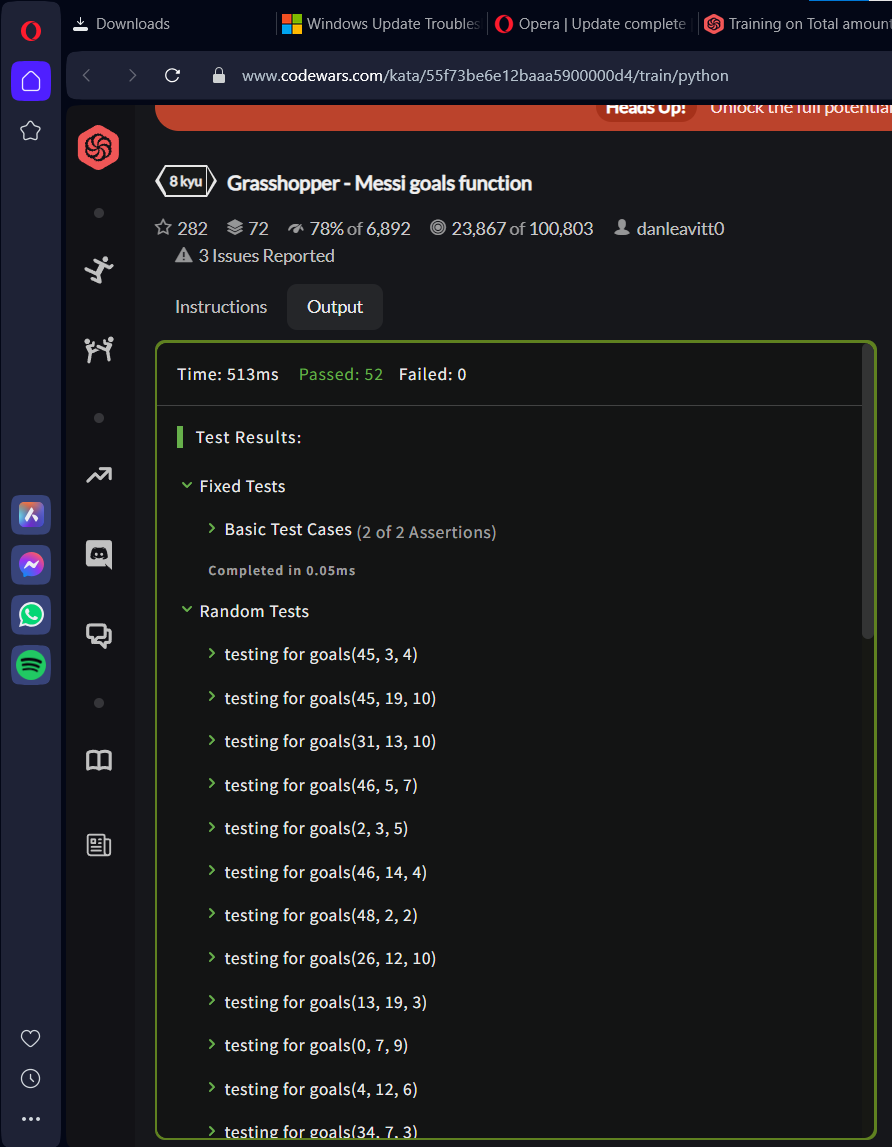 Downloads
Windows Update Troubles
Opera | Update complete
Training on Total amount
www.codewars.com/kata/55f73be6e12baaa5900000d4/train/python
Heads Up! Unlock the full potential
8 kyu Grasshopper - Messi goals function
282 72 78% of 6,892 23,867 of 100,803 danleavitt0
3 Issues Reported
Instructions Output
Time: 513ms Passed: 52 Failed: 0
Test Results:
Fixed Tests
Basic Test Cases (2 of 2 Assertions)
Completed in 0.05ms
Random Tests
testing for goals(45, 3, 4)
testing for goals(45, 19, 10)
testing for goals(31, 13, 10)
testing for goals(46, 5, 7)
testing for goals(2, 3, 5)
testing for goals(46, 14, 4)
testing for goals(48, 2, 2)
testing for goals(26, 12, 10)
testing for goals(13, 19, 3)
testing for goals(0, 7, 9)
testing for goals(4, 12, 6)
testing for goals(34, 7, 3)